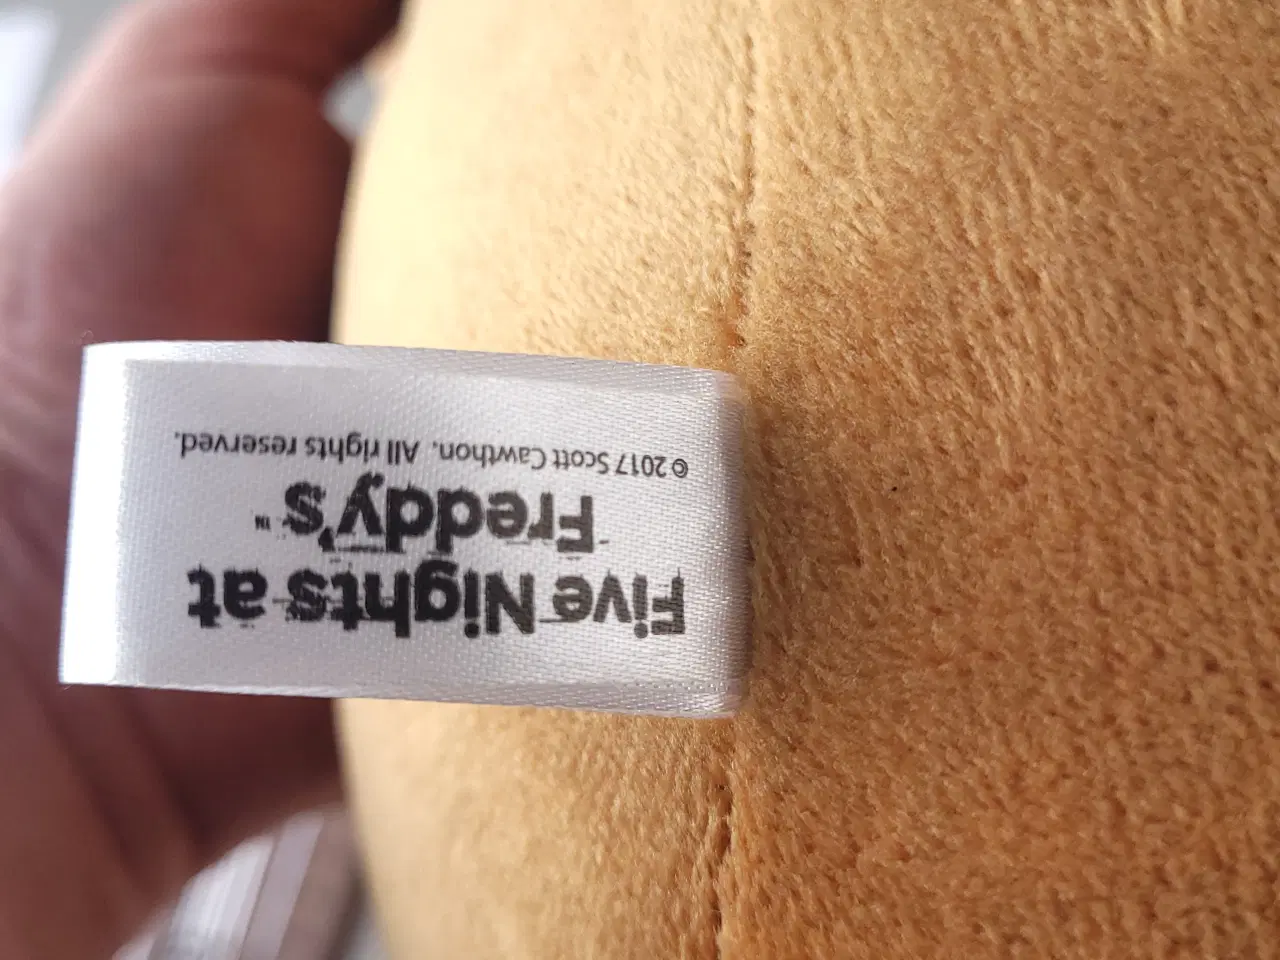 Five Nights at
Freddy's™
© 2017 Scott Cawthon. All rights reserved.